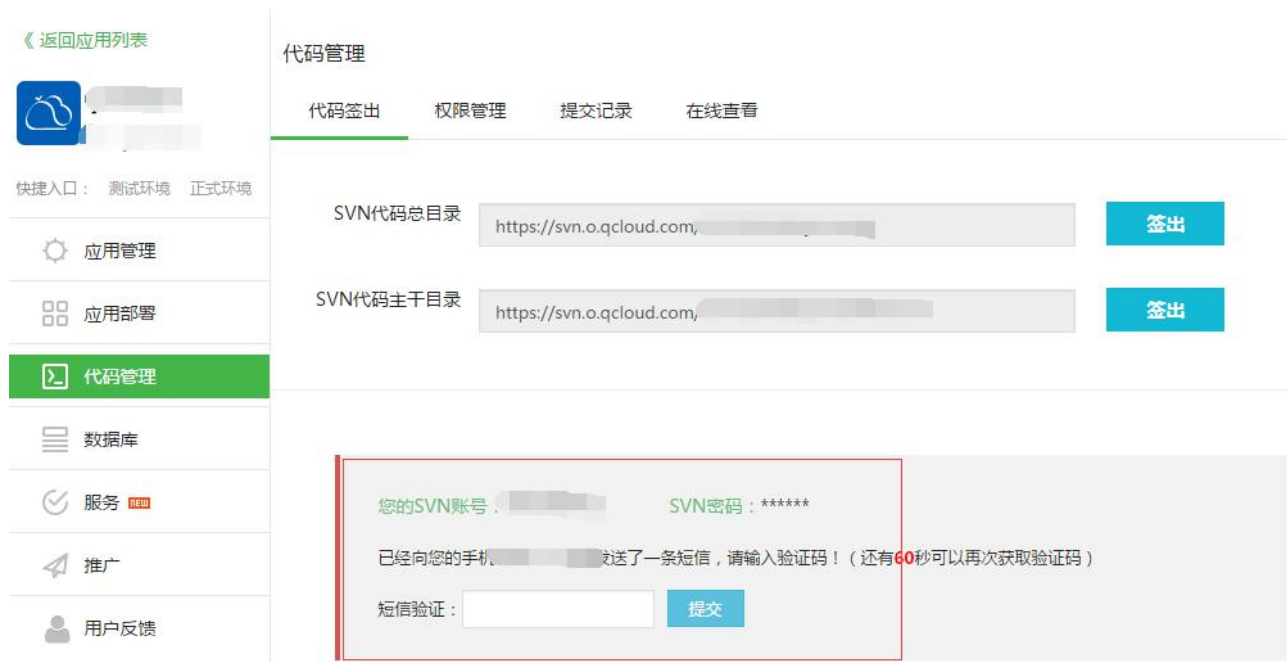 《 返回应用列表
快捷入口： 测试环境 正式环境
应用管理
应用部署
代码管理
数据库
服务 NEW
推广
用户反馈
代码管理
代码签出 权限管理 提交记录 在线查看
SVN代码总目录 https://svn.o.qcloud.com/ 签出
SVN代码主干目录 https://svn.o.qcloud.com/ 签出
您的SVN账号： SVN密码：******
已经向您的手机 发送了一条短信，请输入验证码！（还有60秒可以再次获取验证码）
短信验证： 提交